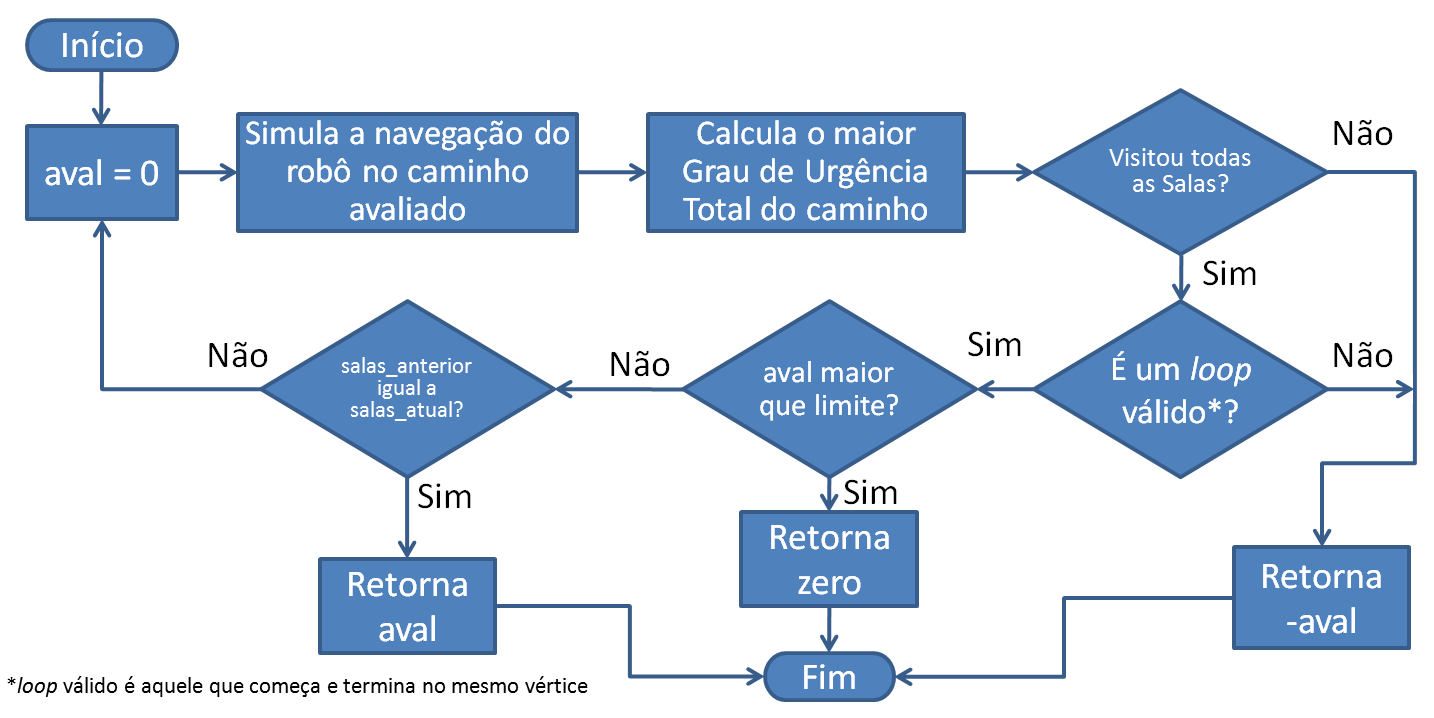 Início
aval = 0
Simula a navegação do
robô no caminho
avaliado
Calcula o maior
Grau de Urgência
Total do caminho
Visitou todas
as Salas?
Não
Sim
É um loop
válido*?
Não
Sim
aval maior
que limite?
Não
Sim
salas_anterior
igual a
salas_atual?
Não
Sim
Retorna
aval
Retorna
zero
Retorna
-aval
Fim
*loop válido é aquele que começa e termina no mesmo vértice